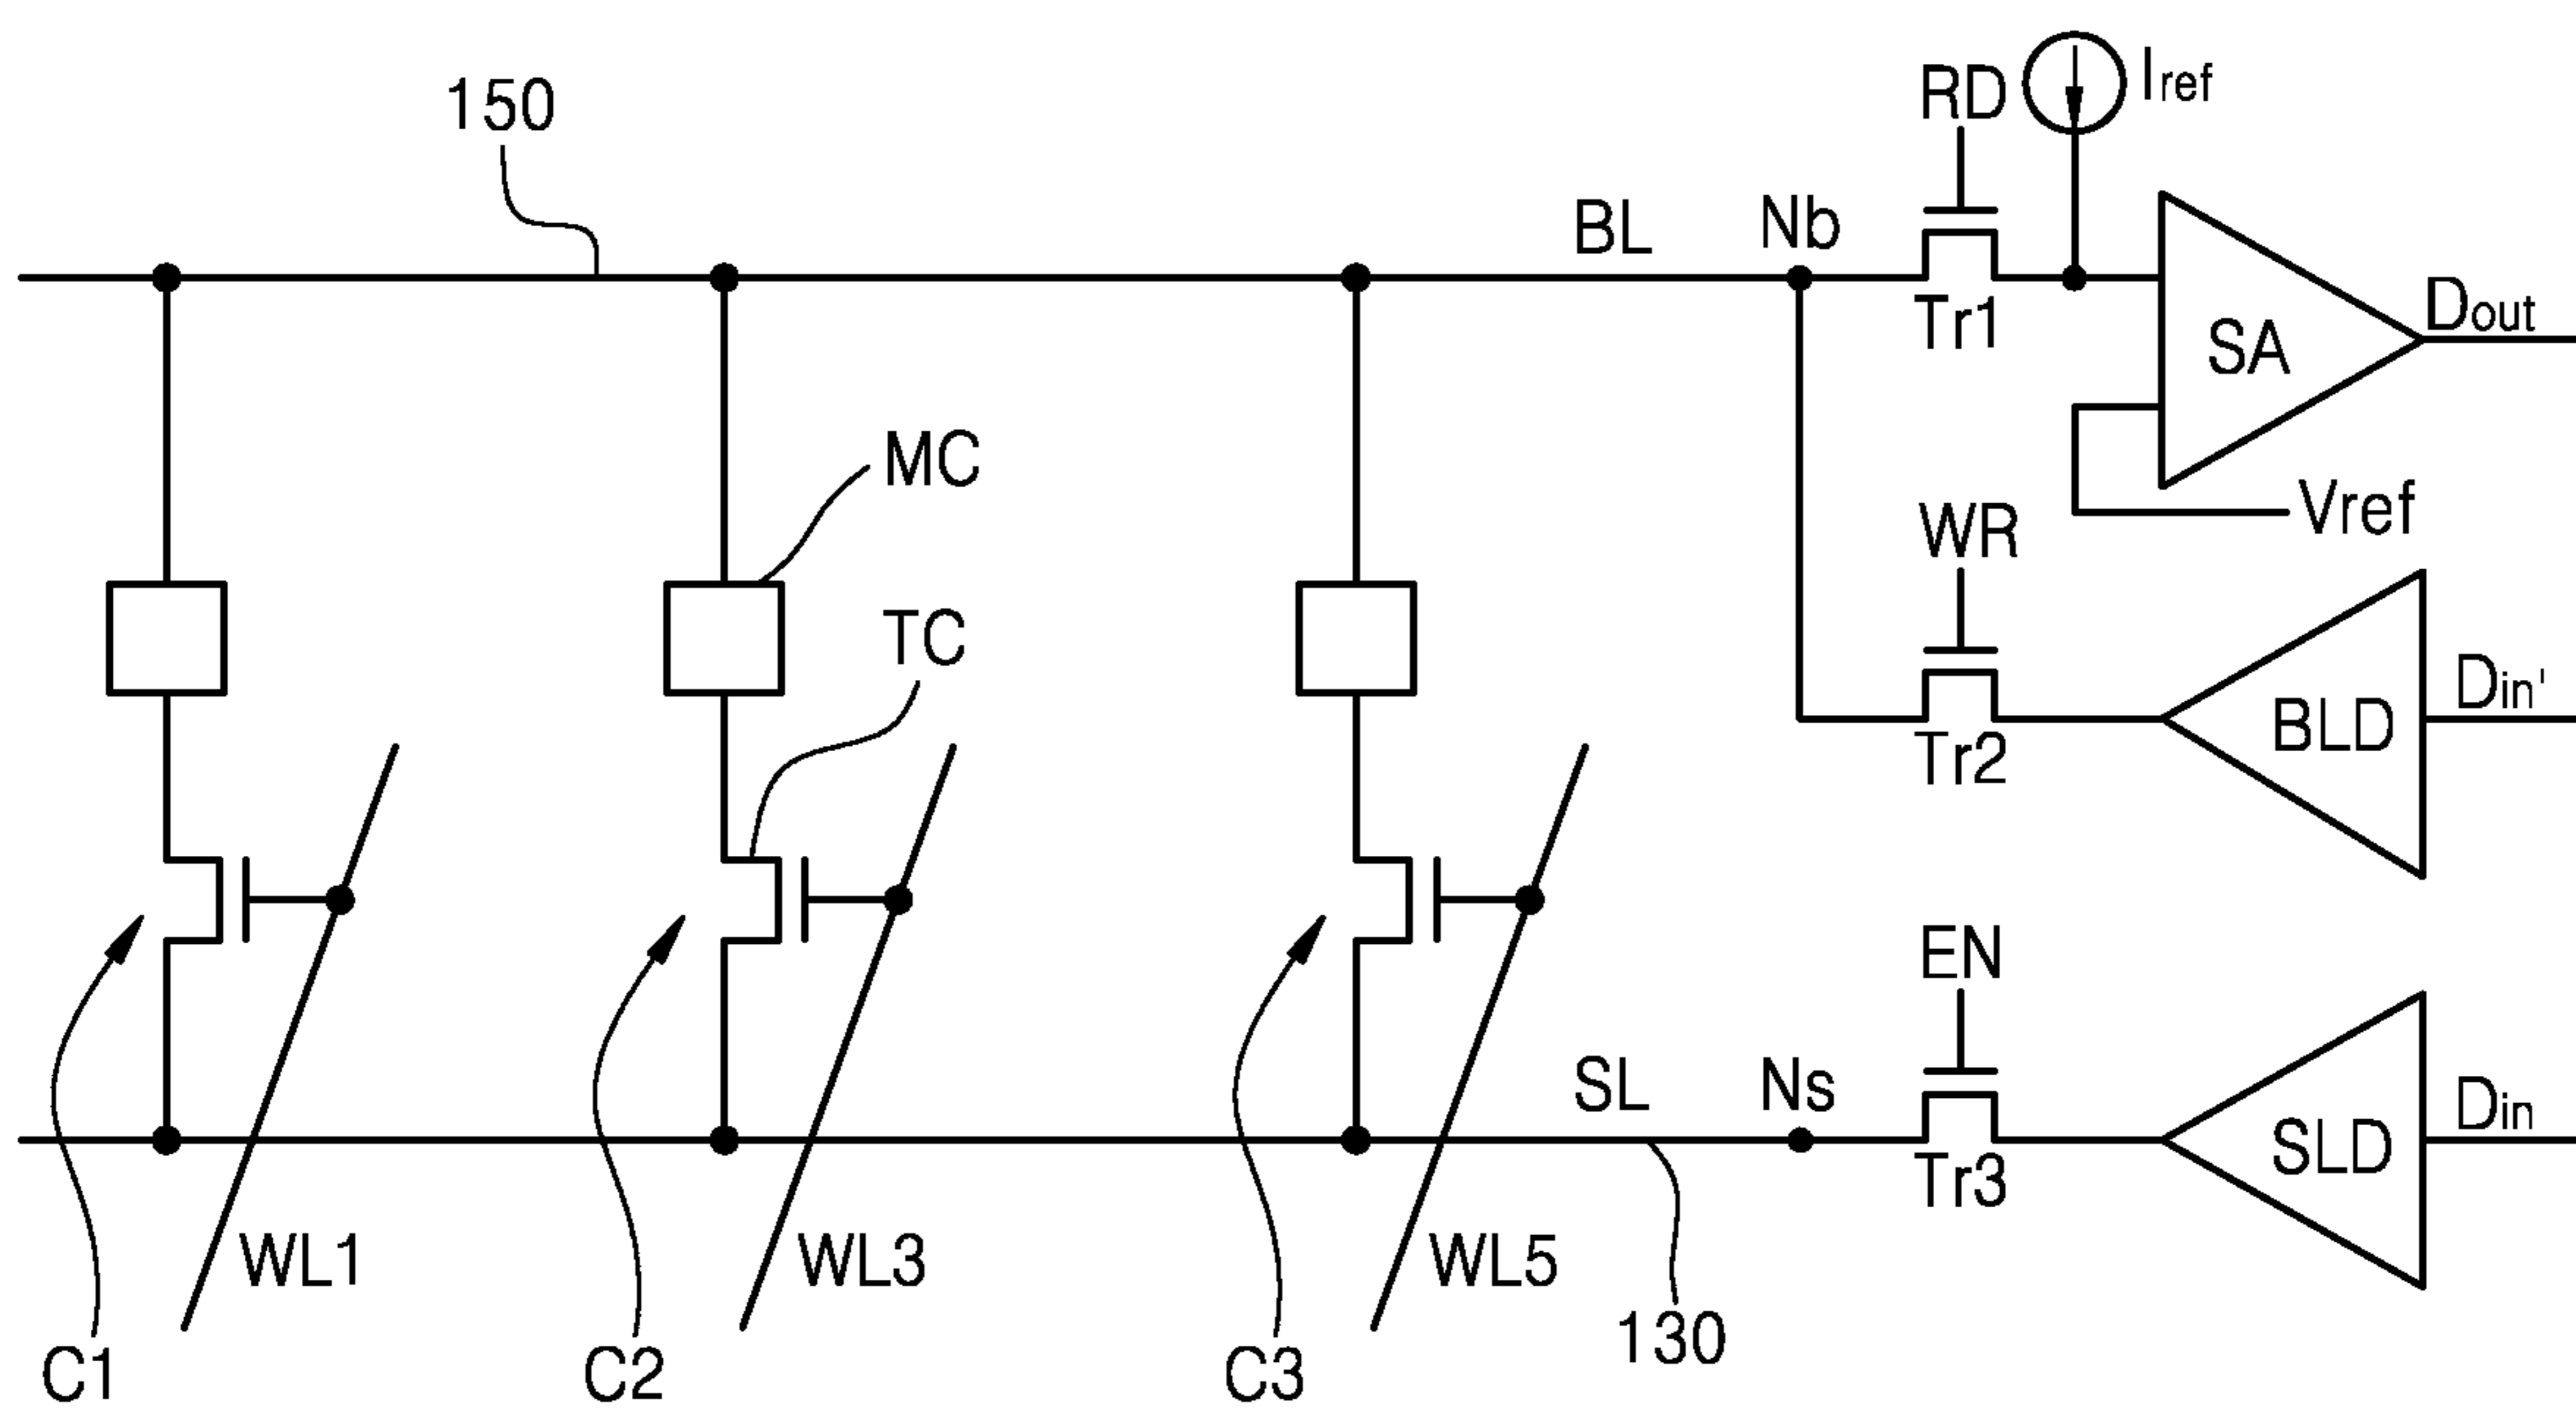 150
RD
Iref
BL
Nb
Tr1
SA
Dout
MC
Vref
WR
TC
Din'
BLD
Tr2
EN
SL
Ns
Din
SLD
Tr3
WL1
WL3
WL5
130
C1
C2
C3